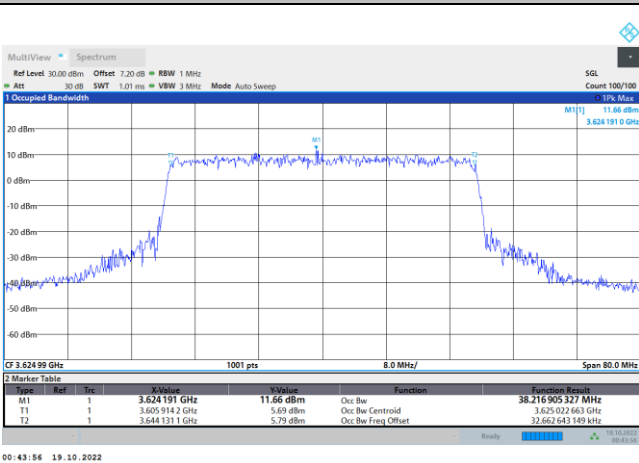 MultiView Spectrum
Ref Level 30.00 dBm Offset 7.20 dB RBW 1 MHz SGL
Att 30 dB SWT 1.01 ms VBW 3 MHz Mode Auto Sweep Count 100/100
1 Occupied Bandwidth 1Pk Max
M1[1] 11.66 dBm
3.624 191 0 GHz
20 dBm
M1
10 dBm
T1
T2
0 dBm
-10 dBm
-20 dBm
-30 dBm
-40 dBm
-50 dBm
-60 dBm
CF 3.624 99 GHz 1001 pts 8.0 MHz/ Span 80.0 MHz
2 Marker Table
Type Ref Trc X-Value Y-Value Function Function Result
M1 1 3.624 191 GHz 11.66 dBm Occ Bw 38.216 905 327 MHz
T1 1 3.605 914 2 GHz 5.69 dBm Occ Bw Centroid 3.625 022 663 GHz
T2 1 3.644 131 1 GHz 5.79 dBm Occ Bw Freq Offset 32.662 643 149 kHz
Ready 19.10.2022
00:43:56
00:43:56 19.10.2022